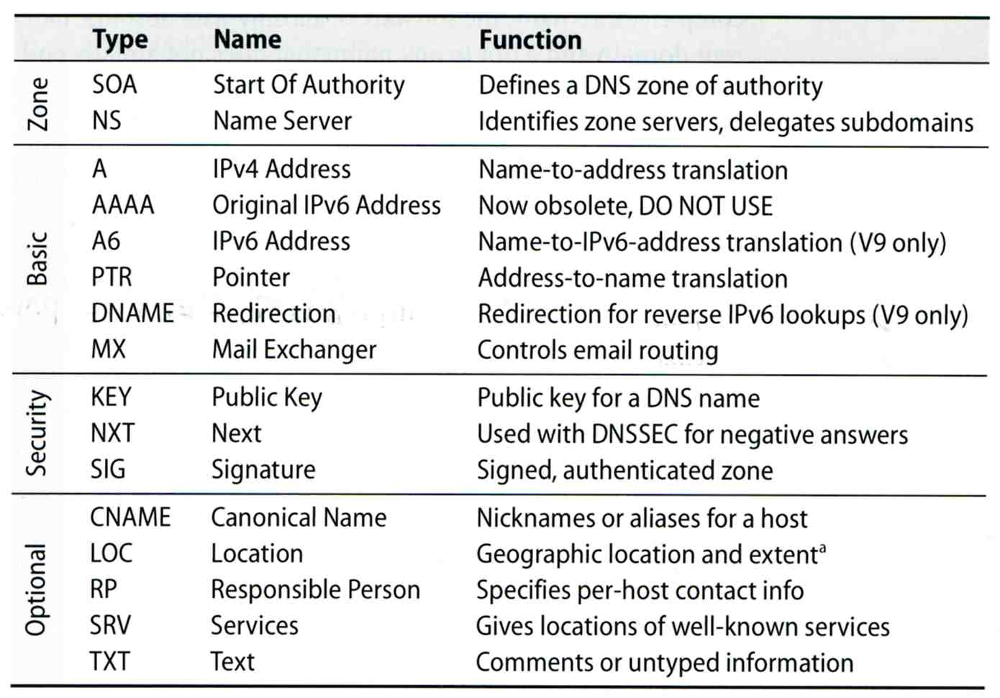 Type Name Function
Zone
SOA Start Of Authority Defines a DNS zone of authority
NS Name Server Identifies zone servers, delegates subdomains
Basic
A IPv4 Address Name-to-address translation
AAAA Original IPv6 Address Now obsolete, DO NOT USE
A6 IPv6 Address Name-to-IPv6-address translation (V9 only)
PTR Pointer Address-to-name translation
DNAME Redirection Redirection for reverse IPv6 lookups (V9 only)
MX Mail Exchanger Controls email routing
Security
KEY Public Key Public key for a DNS name
NXT Next Used with DNSSEC for negative answers
SIG Signature Signed, authenticated zone
Optional
CNAME Canonical Name Nicknames or aliases for a host
LOC Location Geographic location and extentᵃ
RP Responsible Person Specifies per-host contact info
SRV Services Gives locations of well-known services
TXT Text Comments or untyped information